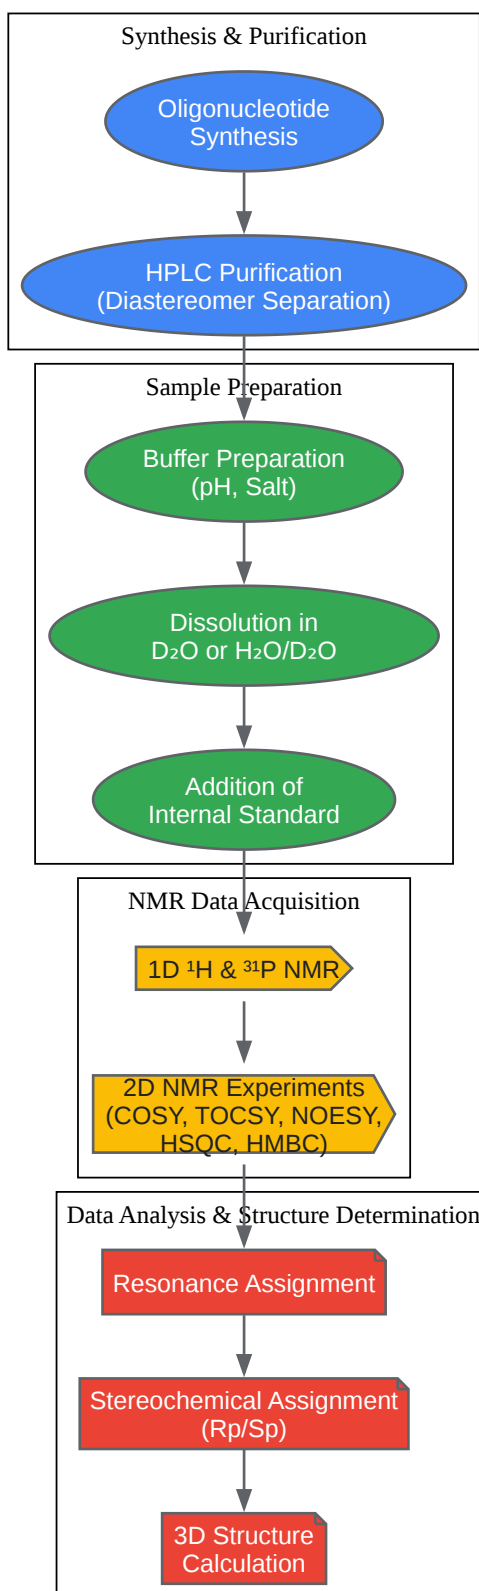 Synthesis & Purification
Oligonucleotide
Synthesis
HPLC Purification
(Diastereomer Separation)
Sample Preparation
Buffer Preparation
(pH, Salt)
Dissolution in
D₂O or H₂O/D₂O
Addition of
Internal Standard
NMR Data Acquisition
1D ¹H & ³¹P NMR
2D NMR Experiments
(COSY, TOCSY, NOESY,
HSQC, HMBC)
Data Analysis & Structure Determination
Resonance Assignment
Stereochemical Assignment
(Rp/Sp)
3D Structure
Calculation